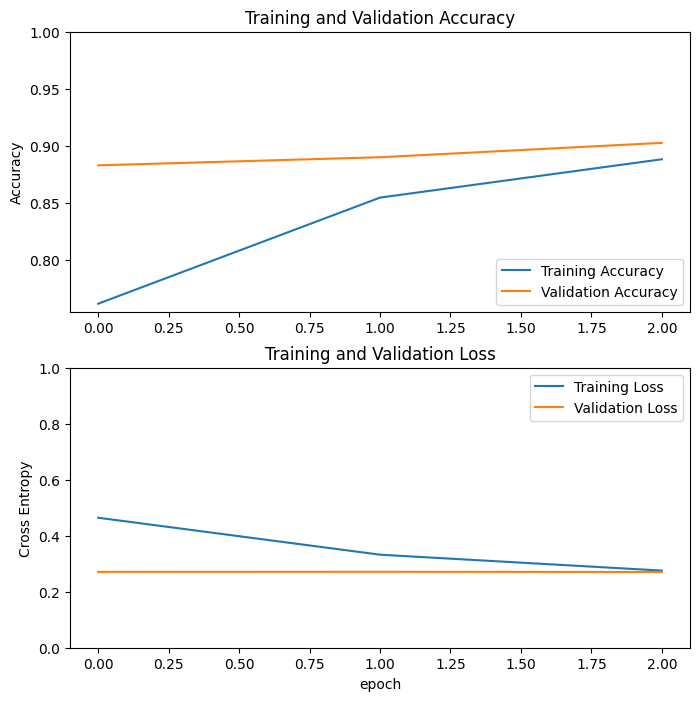 Training and Validation Accuracy
1.00
0.95
0.90
0.85
0.80
Accuracy
Training Accuracy
Validation Accuracy
0.00 0.25 0.50 0.75 1.00 1.25 1.50 1.75 2.00
Training and Validation Loss
1.0
0.8
0.6
0.4
0.2
0.0
Cross Entropy
Training Loss
Validation Loss
0.00 0.25 0.50 0.75 1.00 1.25 1.50 1.75 2.00
epoch